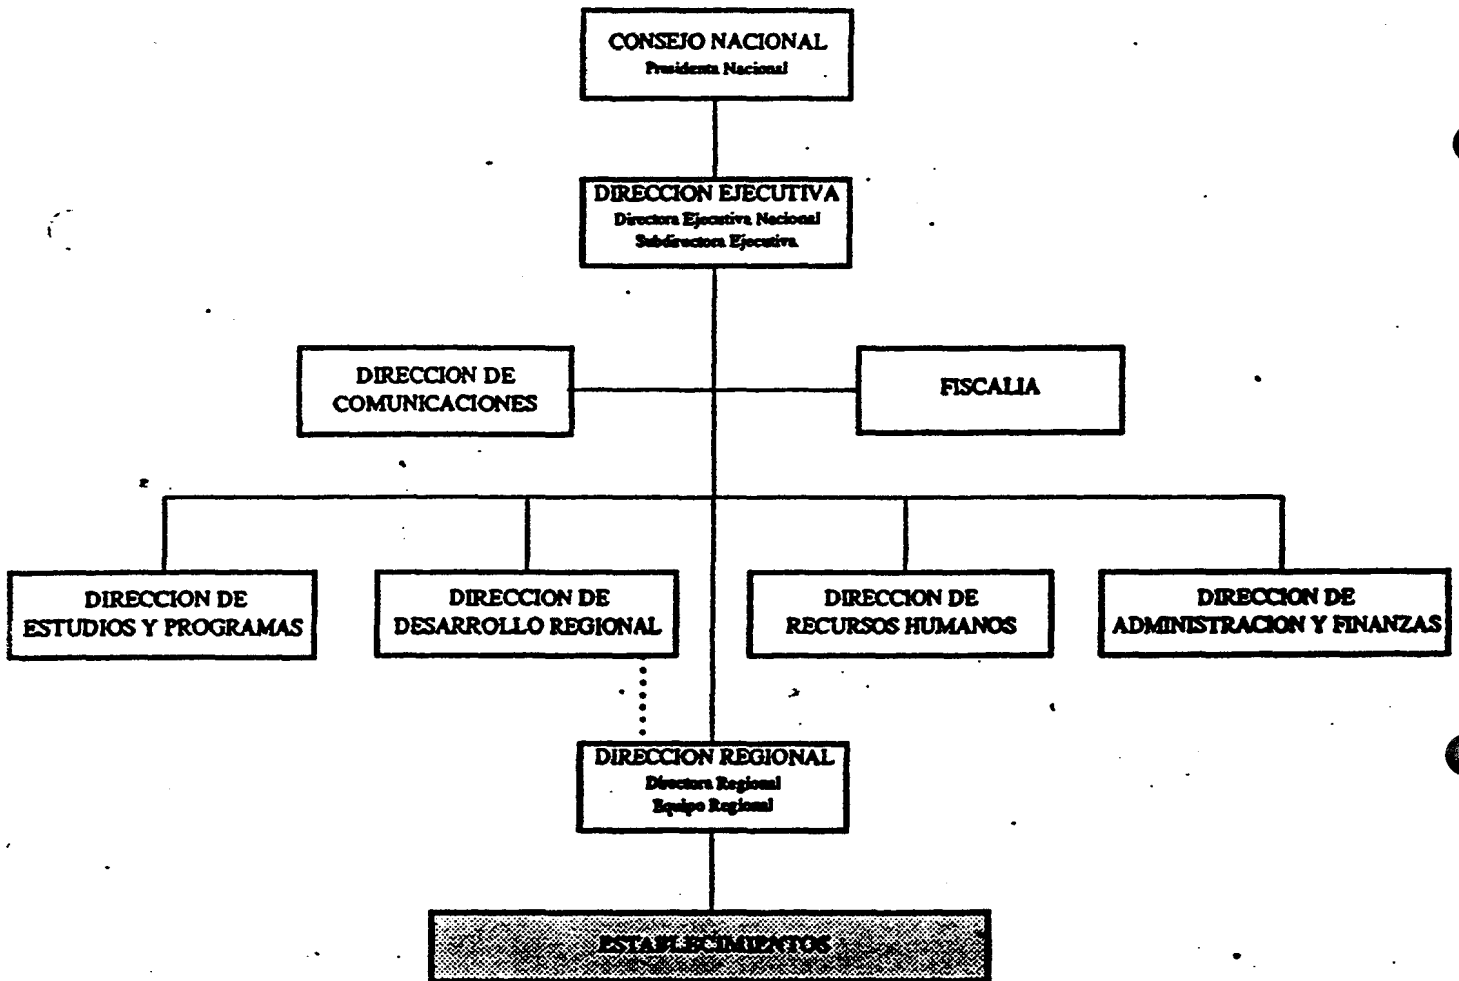 CONSEJO NACIONAL
Presidenta Nacional
DIRECCION EJECUTIVA
Directora Ejecutiva Nacional
Subdirectora Ejecutiva
DIRECCION DE
COMUNICACIONES
FISCALIA
DIRECCION DE
ESTUDIOS Y PROGRAMAS
DIRECCION DE
DESARROLLO REGIONAL
DIRECCION DE
RECURSOS HUMANOS
DIRECCION DE
ADMINISTRACION Y FINANZAS
DIRECCION REGIONAL
Directora Regional
Equipo Regional
ESTABLECIMIENTOS